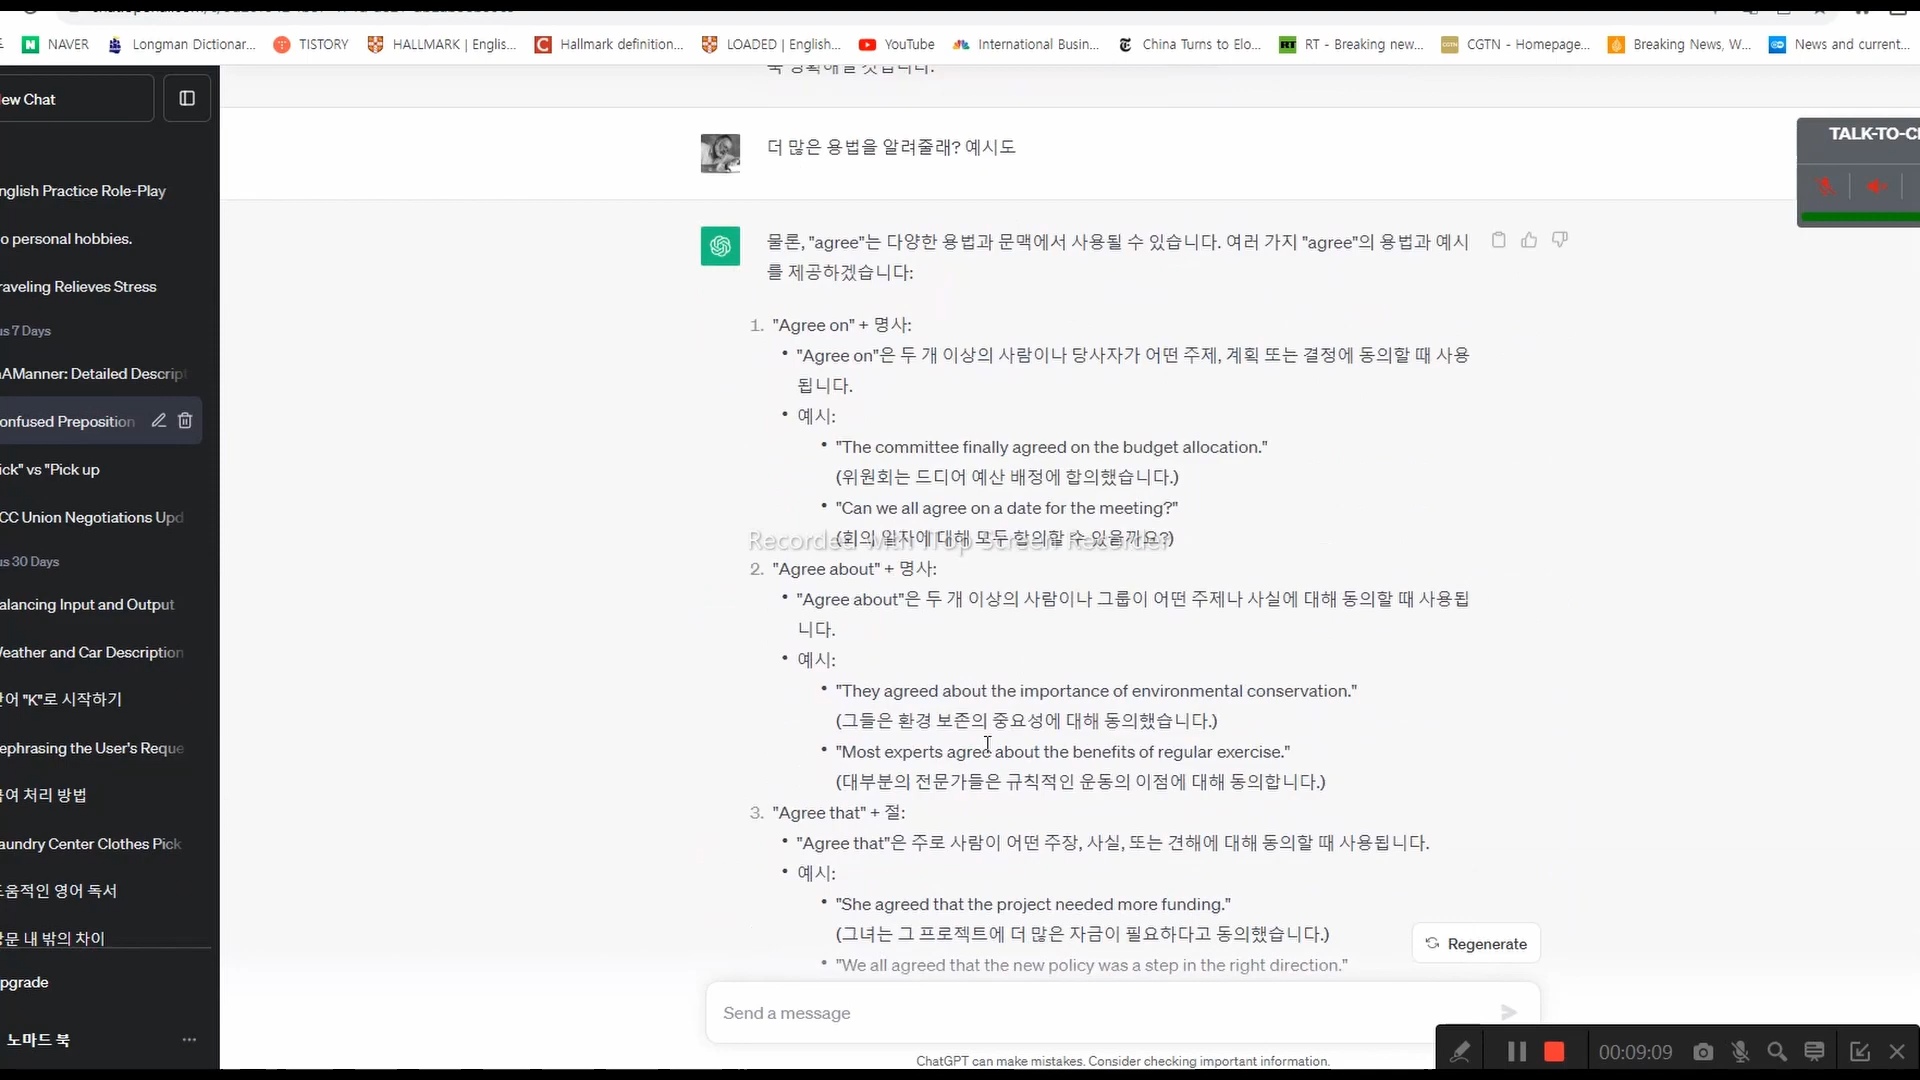 NAVER
Longman Dictionar...
TISTORY
HALLMARK | Englis...
Hallmark definition...
LOADED | English...
YouTube
International Busin...
China Turns to Elo...
RT - Breaking new...
CGTN - Homepage...
Breaking News, W...
News and current...
ew Chat
nglish Practice Role-Play
o personal hobbies.
raveling Relieves Stress
us 7 Days
AManner: Detailed Descript
onfused Preposition
ick" vs "Pick up
CC Union Negotiations Upd
us 30 Days
alancing Input and Output
eather and Car Description
어 "K"로 시작하기
ephrasing the User's Reque
여 처리 방법
aundry Center Clothes Pick
움적인 영어 독서
문 내 밖의 차이
pgrade
노마드 북
더 많은 용법을 알려줄래? 예시도
TALK-TO-C
물론, "agree"는 다양한 용법과 문맥에서 사용될 수 있습니다. 여러 가지 "agree"의 용법과 예시
를 제공하겠습니다:
1. "Agree on" + 명사:
• "Agree on"은 두 개 이상의 사람이나 당사자가 어떤 주제, 계획 또는 결정에 동의할 때 사용
됩니다.
• 예시:
• "The committee finally agreed on the budget allocation."
(위원회는 드디어 예산 배정에 합의했습니다.)
• "Can we all agree on a date for the meeting?"
(회의 일자에 대해 모두 합의할 수 있을까요?)
Recorded with iTop Screen Recorder
2. "Agree about" + 명사:
• "Agree about"은 두 개 이상의 사람이나 그룹이 어떤 주제나 사실에 대해 동의할 때 사용됩
니다.
• 예시:
• "They agreed about the importance of environmental conservation."
(그들은 환경 보존의 중요성에 대해 동의했습니다.)
• "Most experts agree about the benefits of regular exercise."
(대부분의 전문가들은 규칙적인 운동의 이점에 대해 동의합니다.)
3. "Agree that" + 절:
• "Agree that"은 주로 사람이 어떤 주장, 사실, 또는 견해에 대해 동의할 때 사용됩니다.
• 예시:
• "She agreed that the project needed more funding."
(그녀는 그 프로젝트에 더 많은 자금이 필요하다고 동의했습니다.)
• "We all agreed that the new policy was a step in the right direction."
Regenerate
Send a message
ChatGPT can make mistakes. Consider checking important information.
00:09:09